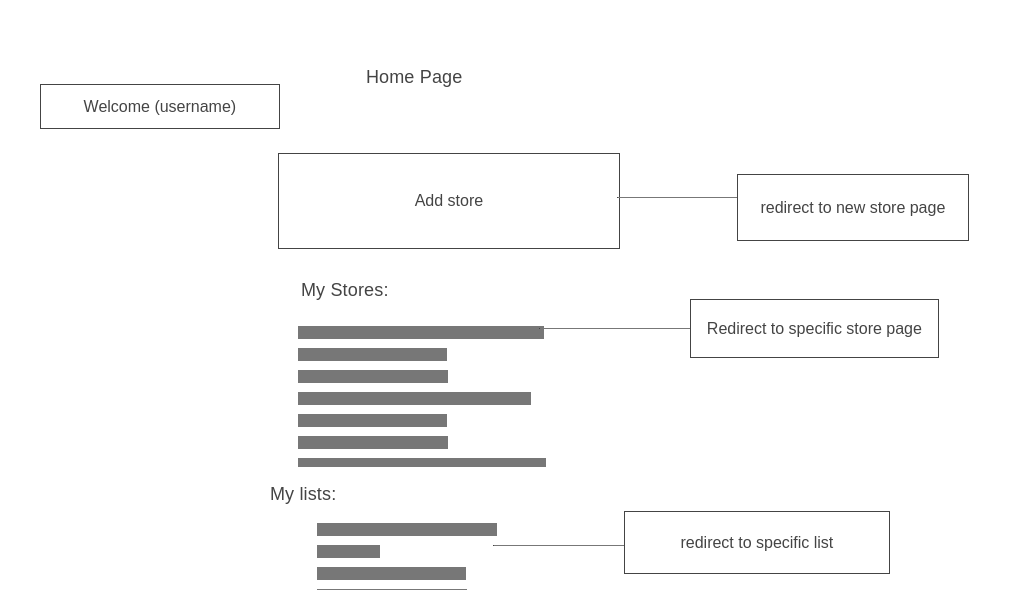 Home Page
Welcome (username)
Add store
redirect to new store page
My Stores:
Redirect to specific store page
My lists:
redirect to specific list